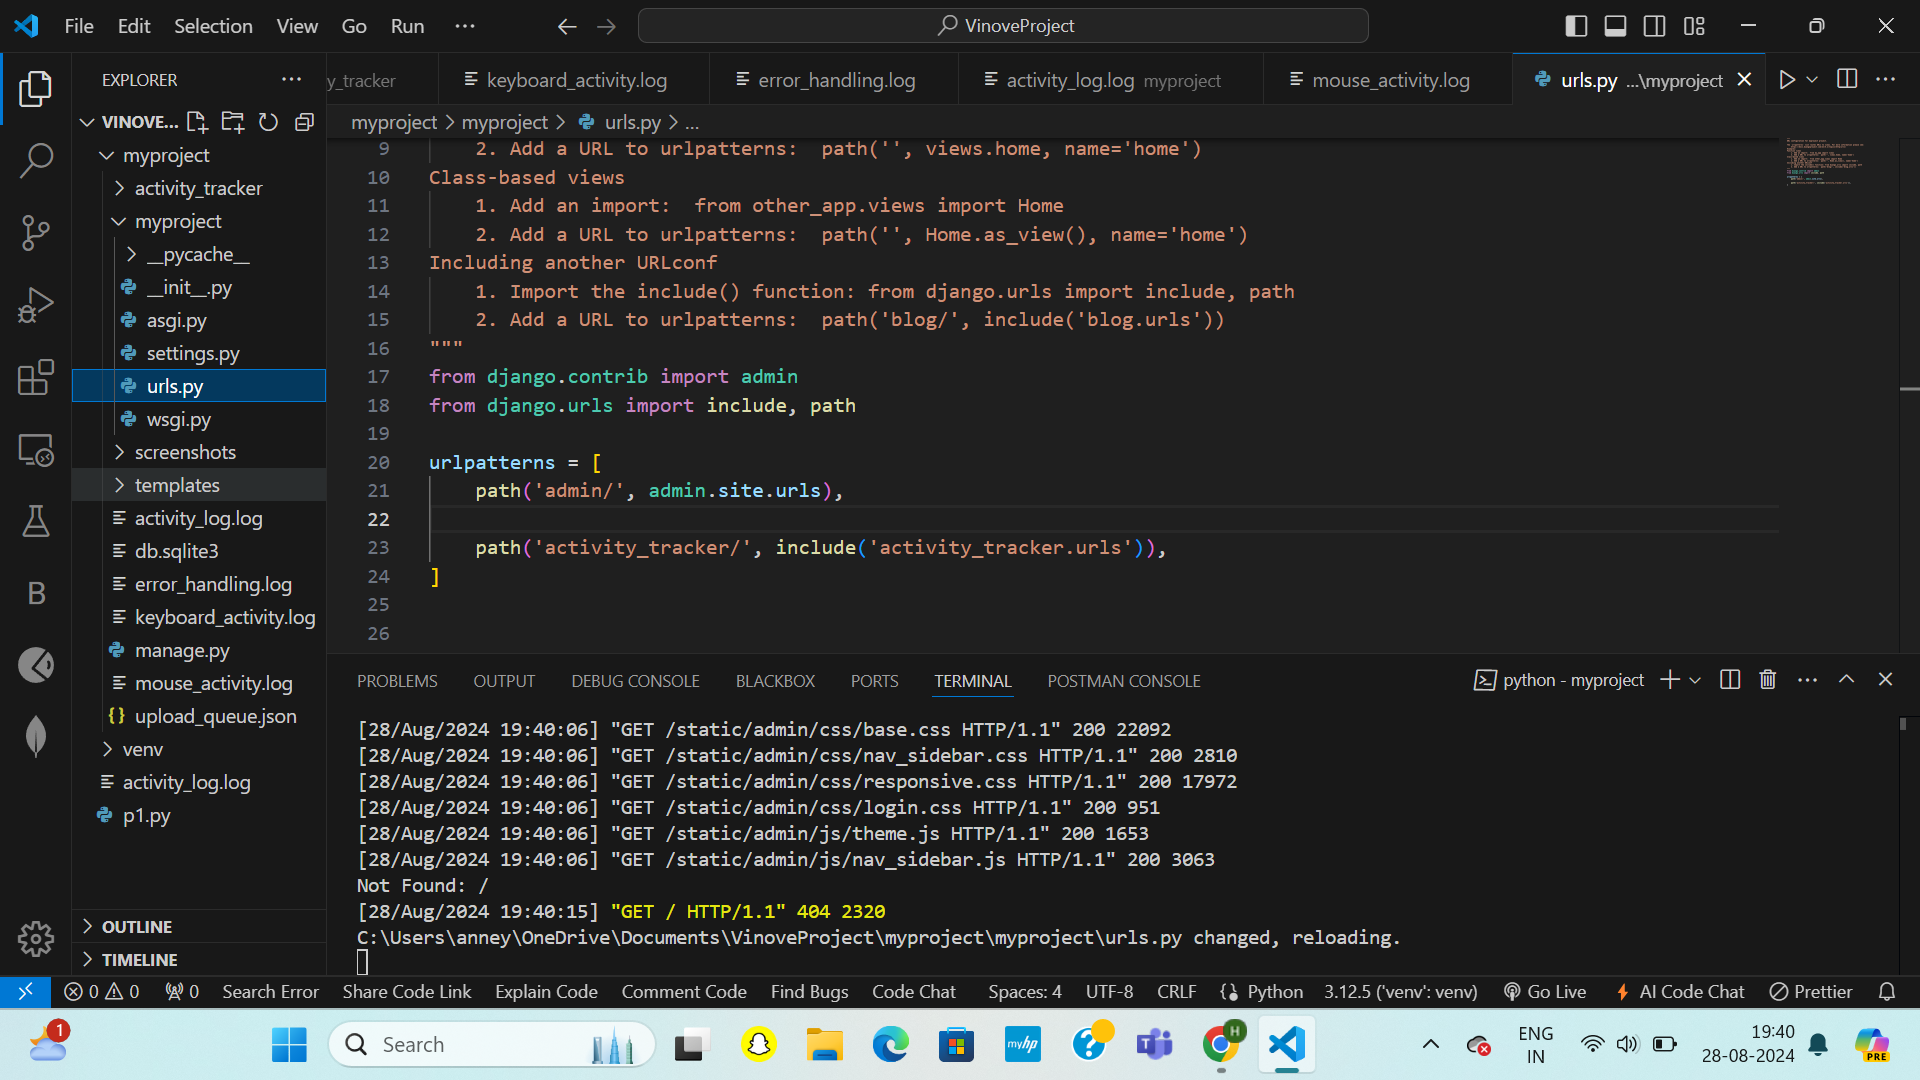 File Edit Selection View Go Run ···
VinoveProject
EXPLORER
y_tracker
keyboard_activity.log
error_handling.log
activity_log.log myproject
mouse_activity.log
urls.py ...\myproject
VINOVE...
myproject > myproject > urls.py > ...
myproject
activity_tracker
myproject
__pycache__
__init__.py
asgi.py
settings.py
urls.py
wsgi.py
screenshots
templates
activity_log.log
db.sqlite3
error_handling.log
keyboard_activity.log
manage.py
mouse_activity.log
upload_queue.json
venv
activity_log.log
p1.py
OUTLINE
TIMELINE
9 2. Add a URL to urlpatterns:  path('', views.home, name='home')
10 Class-based views
11 1. Add an import:  from other_app.views import Home
12 2. Add a URL to urlpatterns:  path('', Home.as_view(), name='home')
13 Including another URLconf
14 1. Import the include() function: from django.urls import include, path
15 2. Add a URL to urlpatterns:  path('blog/', include('blog.urls'))
16 """
17 from django.contrib import admin
18 from django.urls import include, path
19
20 urlpatterns = [
21 path('admin/', admin.site.urls),
22
23 path('activity_tracker/', include('activity_tracker.urls')),
24 ]
25
26
PROBLEMS OUTPUT DEBUG CONSOLE BLACKBOX PORTS TERMINAL POSTMAN CONSOLE
python - myproject
[28/Aug/2024 19:40:06] "GET /static/admin/css/base.css HTTP/1.1" 200 22092
[28/Aug/2024 19:40:06] "GET /static/admin/css/nav_sidebar.css HTTP/1.1" 200 2810
[28/Aug/2024 19:40:06] "GET /static/admin/css/responsive.css HTTP/1.1" 200 17972
[28/Aug/2024 19:40:06] "GET /static/admin/css/login.css HTTP/1.1" 200 951
[28/Aug/2024 19:40:06] "GET /static/admin/js/theme.js HTTP/1.1" 200 1653
[28/Aug/2024 19:40:06] "GET /static/admin/js/nav_sidebar.js HTTP/1.1" 200 3063
Not Found: /
[28/Aug/2024 19:40:15] "GET / HTTP/1.1" 404 2320
C:\Users\anney\OneDrive\Documents\VinoveProject\myproject\myproject\urls.py changed, reloading.
0 0 0 Search Error Share Code Link Explain Code Comment Code Find Bugs Code Chat Spaces: 4 UTF-8 CRLF Python 3.12.5 ('venv': venv) Go Live AI Code Chat Prettier
1
Search
myhp
H
ENG
IN
19:40
28-08-2024
PRE